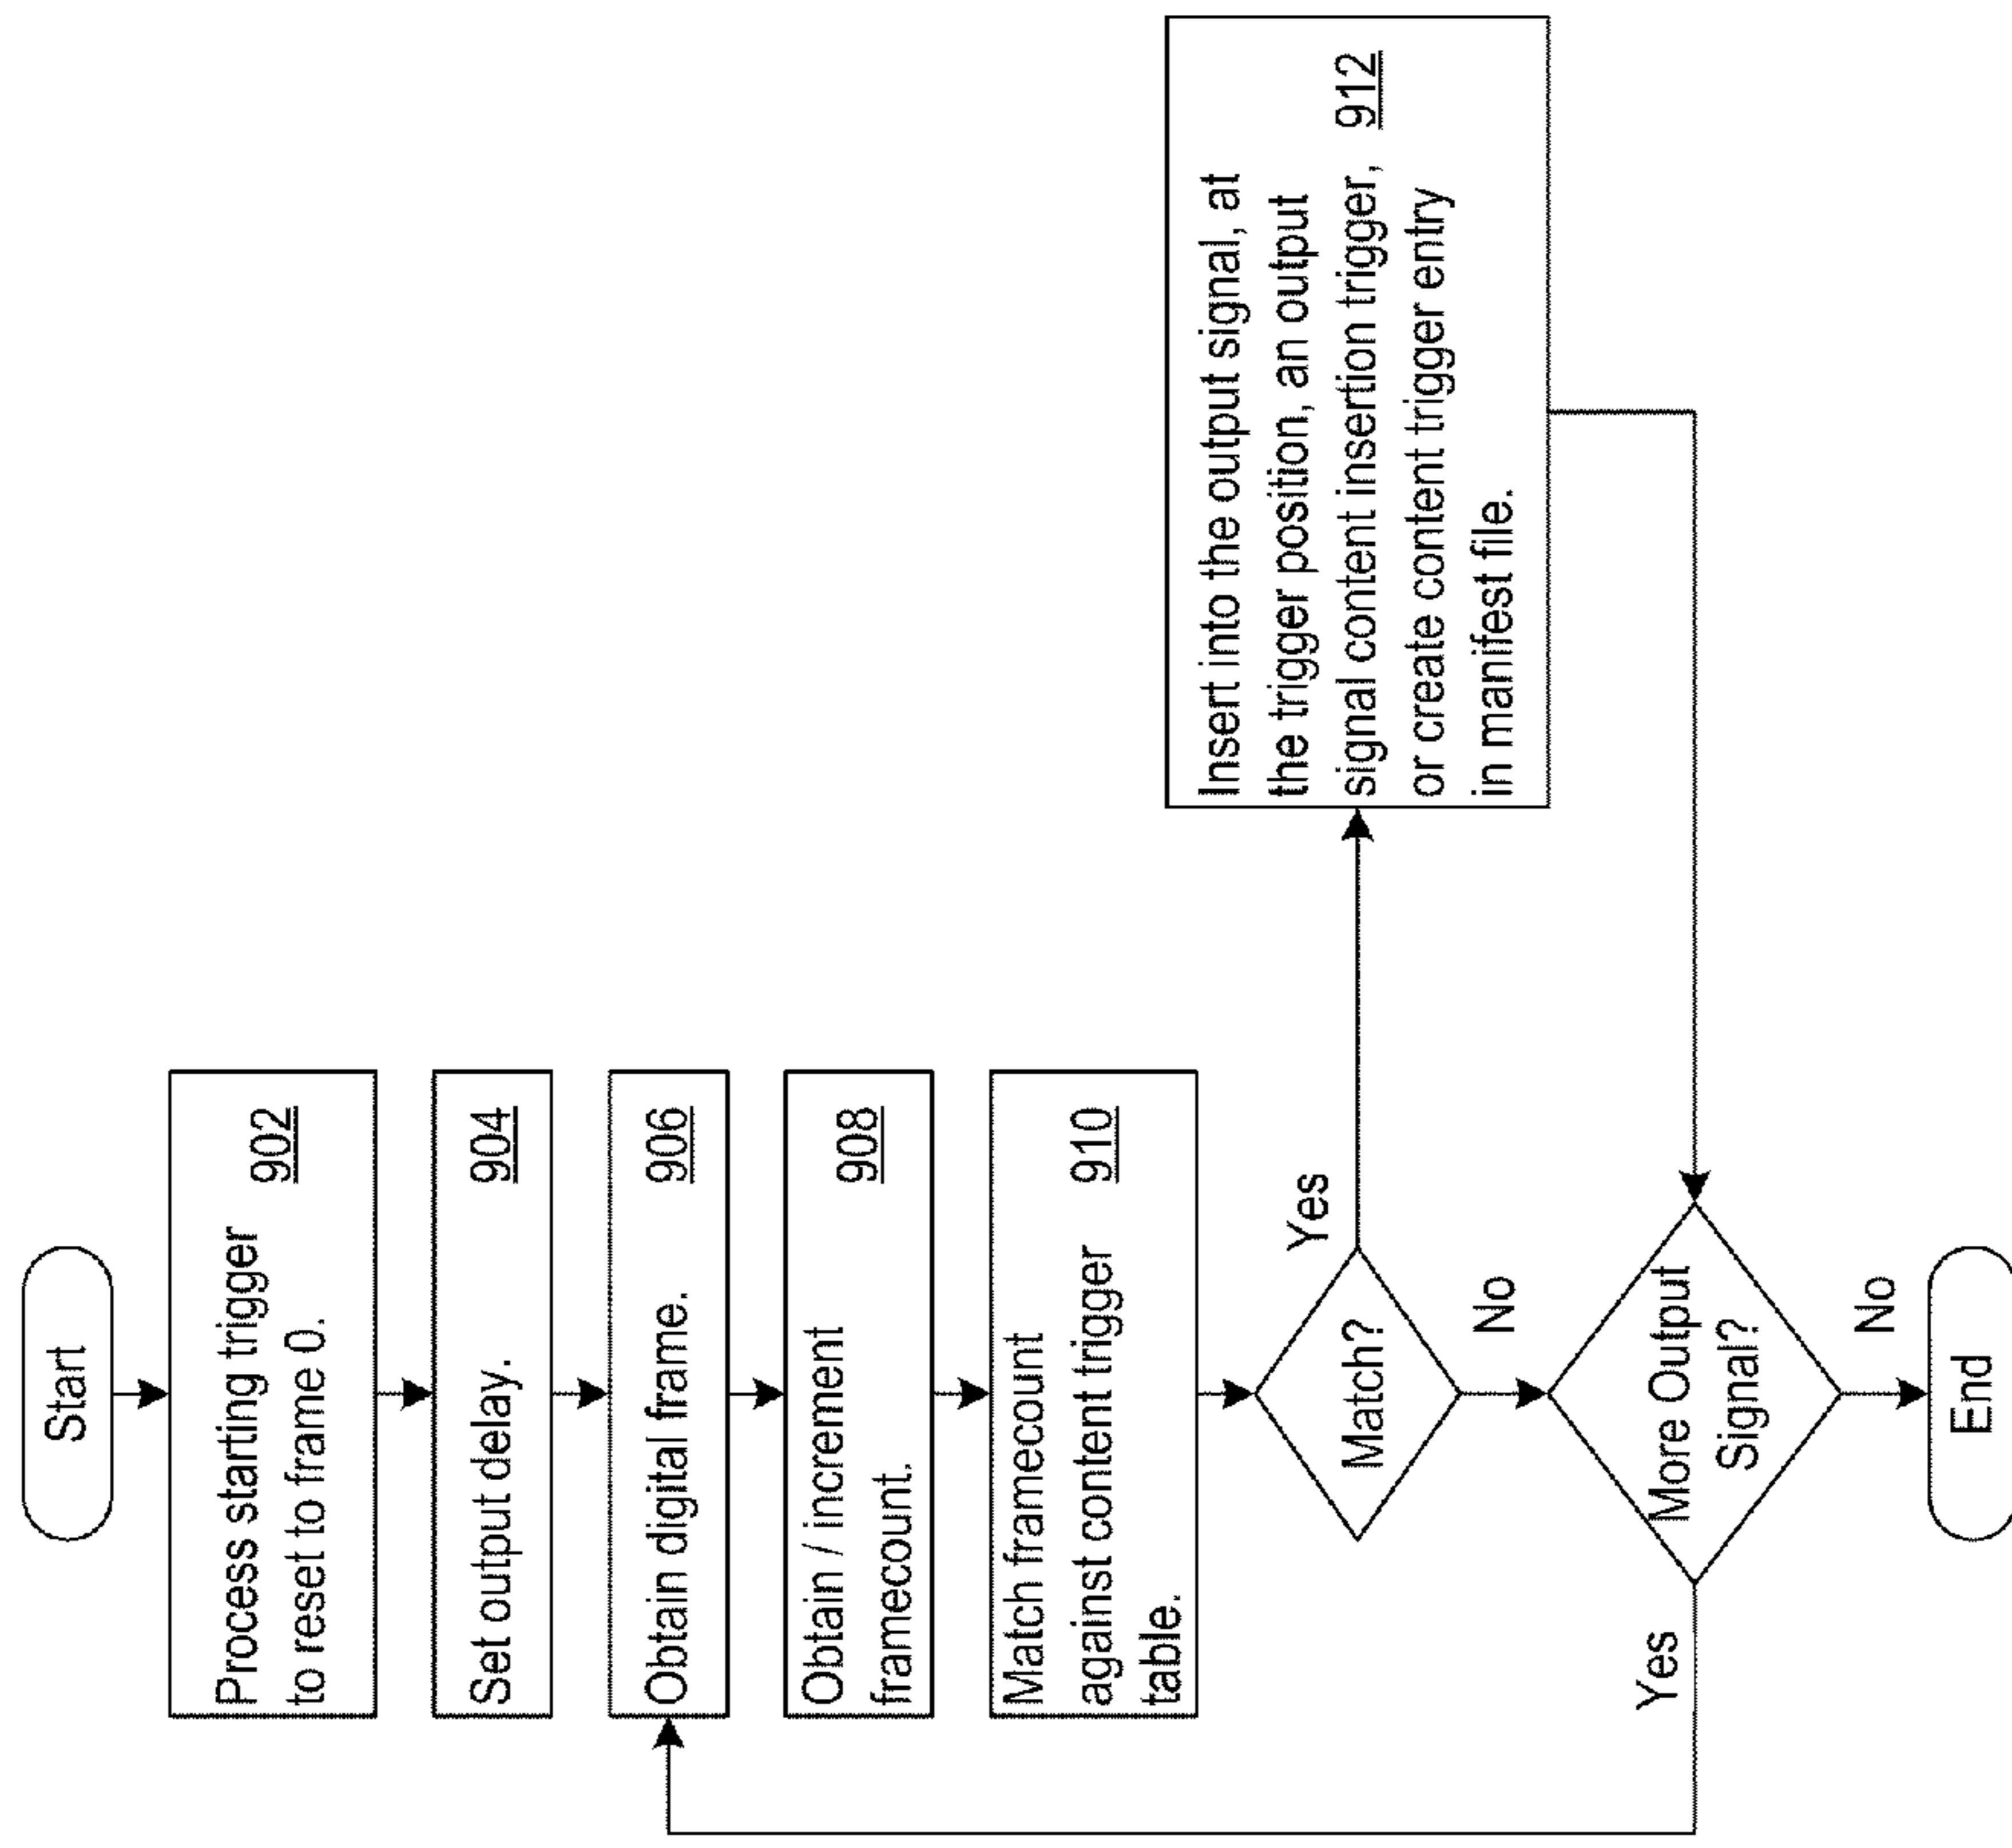 Start
Process starting trigger
to reset to frame 0.
902
Set output delay.
904
Obtain digital frame.
906
Obtain / increment
framecount.
908
Match framecount
against content trigger
table.
910
Match?
Yes
No
Insert into the output signal, at
the trigger position, an output
signal content insertion trigger,
or create content trigger entry
in manifest file.
912
More Output
Signal?
Yes
No
End